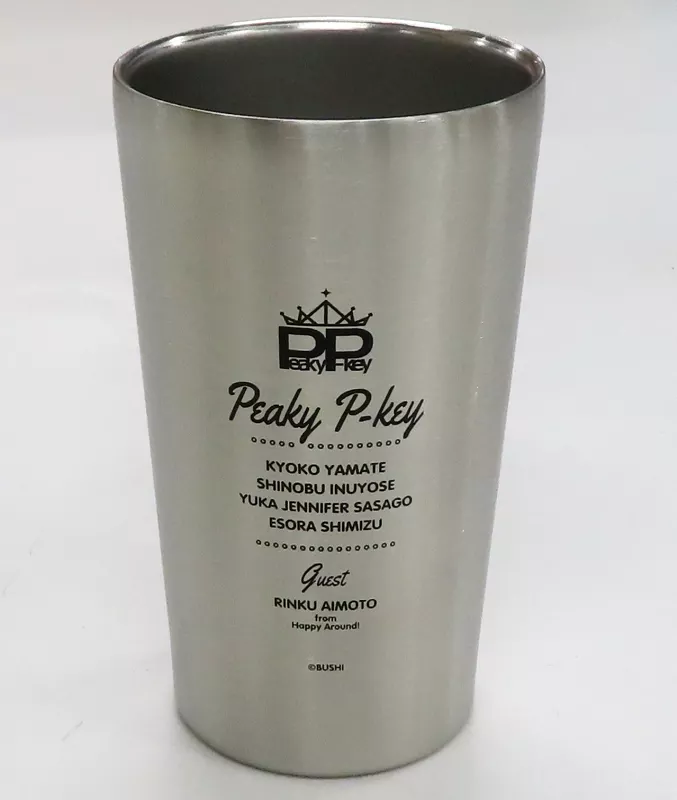 Peaky P-key
Peaky P-key
KYOKO YAMATE
SHINOBU INUYOSE
YUKA JENNIFER SASAGO
ESORA SHIMIZU
Guest
RINKU AIMOTO
from
Happy Around!
©BUSHI